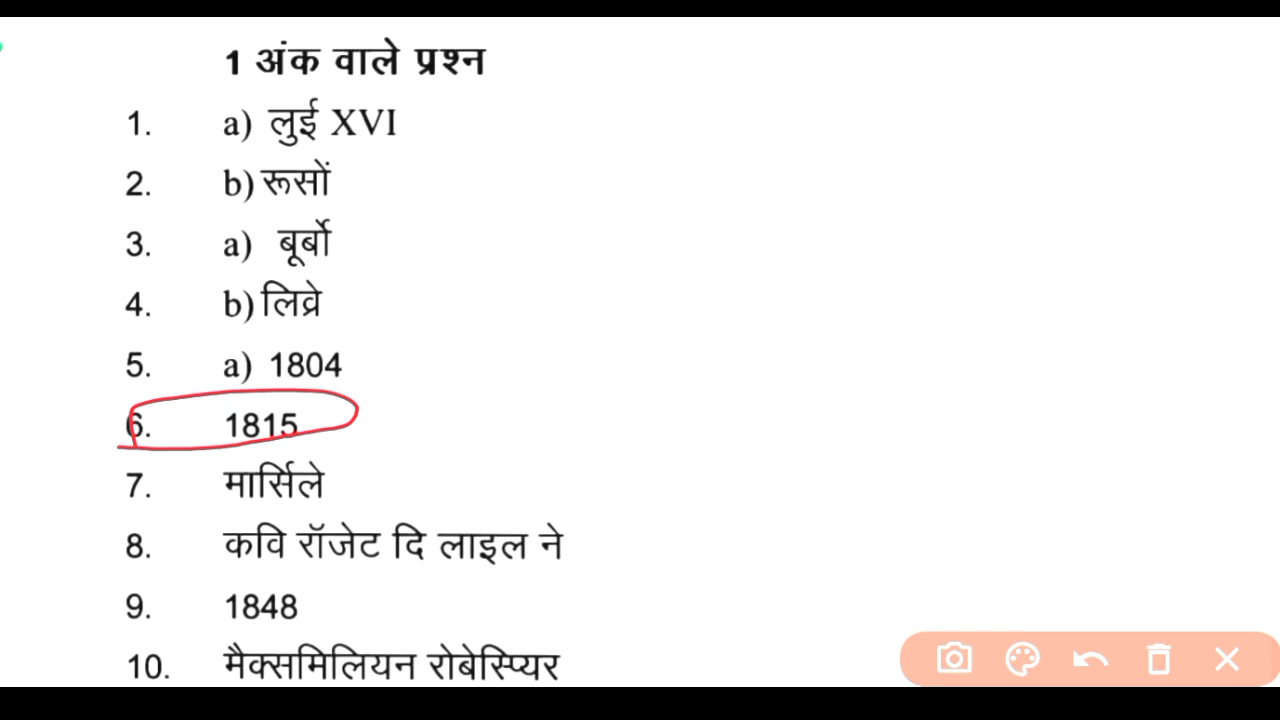 1 अंक वाले प्रश्न
1. a) लुई XVI
2. b) रूसों
3. a) बूर्बो
4. b) लिव्रे
5. a) 1804
6. 1815
7. मार्सिले
8. कवि रॉजेट दि लाइल ने
9. 1848
10. मैक्समिलियन रोबेस्प्यिर